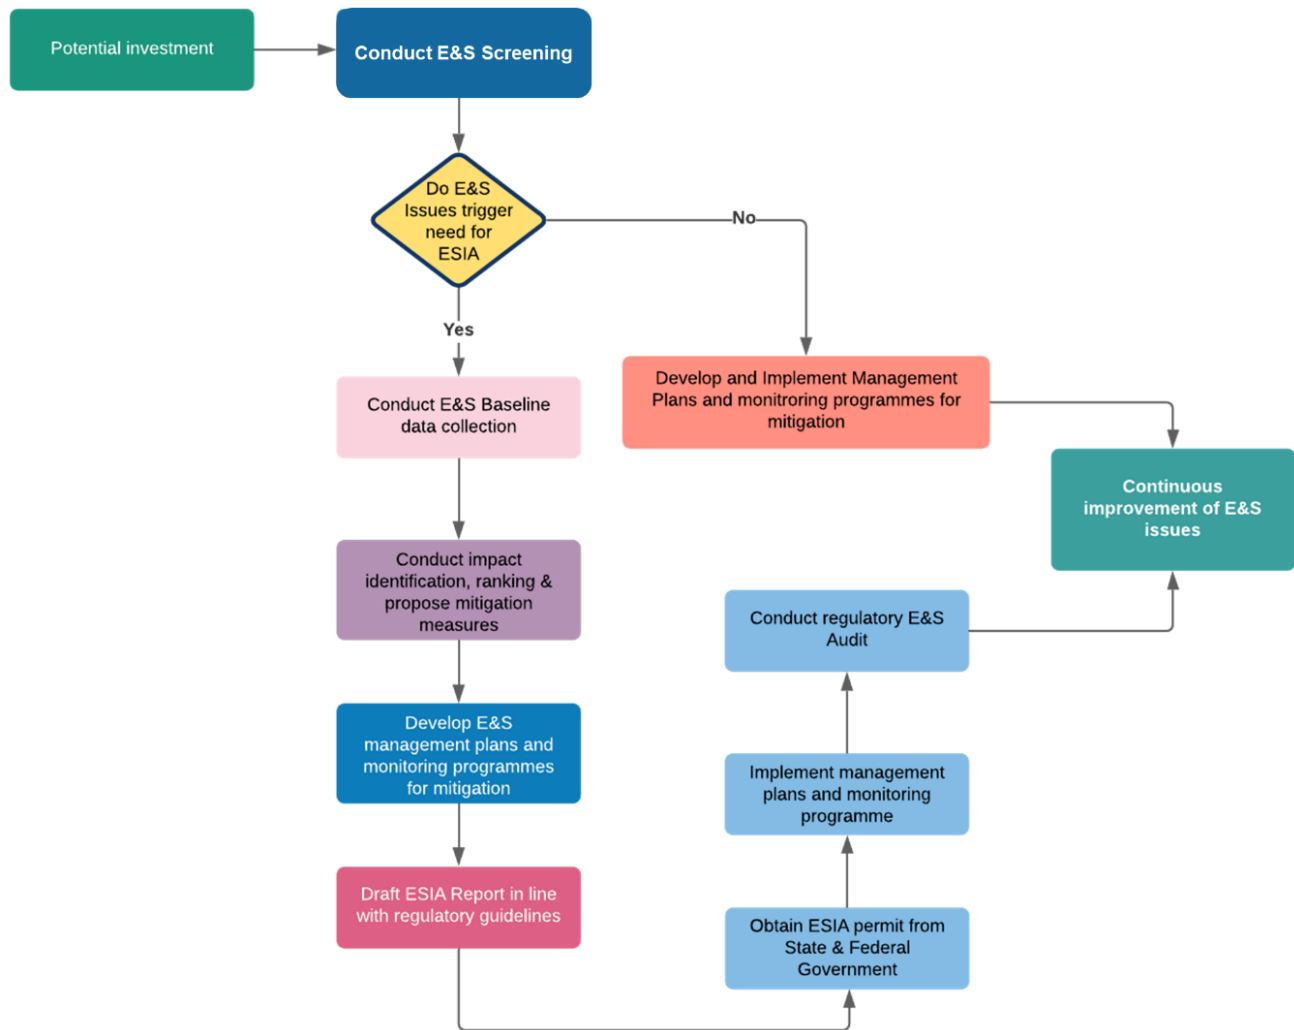 Potential investment
Conduct E&S Screening
Do E&S
Issues trigger
need for
ESIA
No
Yes
Conduct E&S Baseline
data collection
Develop and Implement Management
Plans and monitroring programmes for
mitigation
Continuous
improvement of E&S
issues
Conduct impact
identification, ranking &
propose mitigation
measures
Conduct regulatory E&S
Audit
Develop E&S
management plans and
monitoring programmes
for mitigation
Implement management
plans and monitoring
programme
Draft ESIA Report in line
with regulatory guidelines
Obtain ESIA permit from
State & Federal
Government